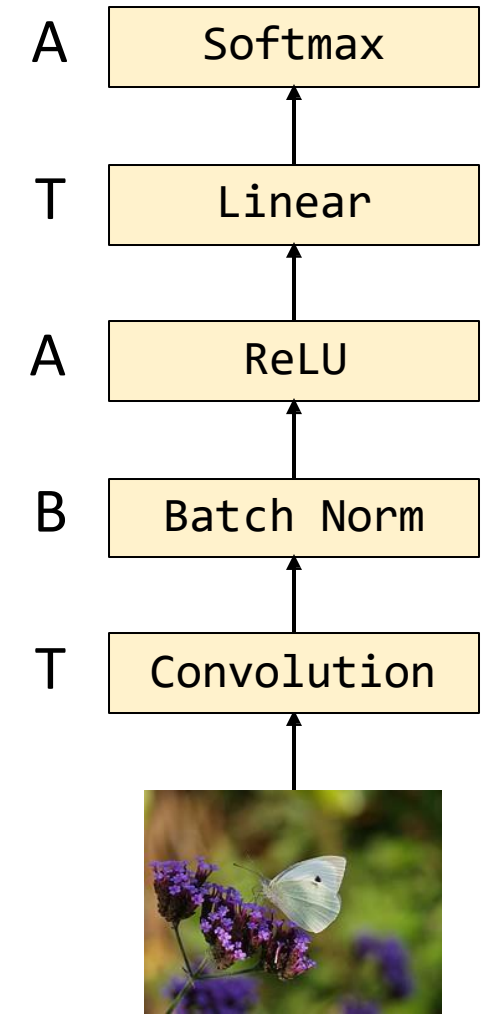 A Softmax
T Linear
A ReLU
B Batch Norm
T Convolution